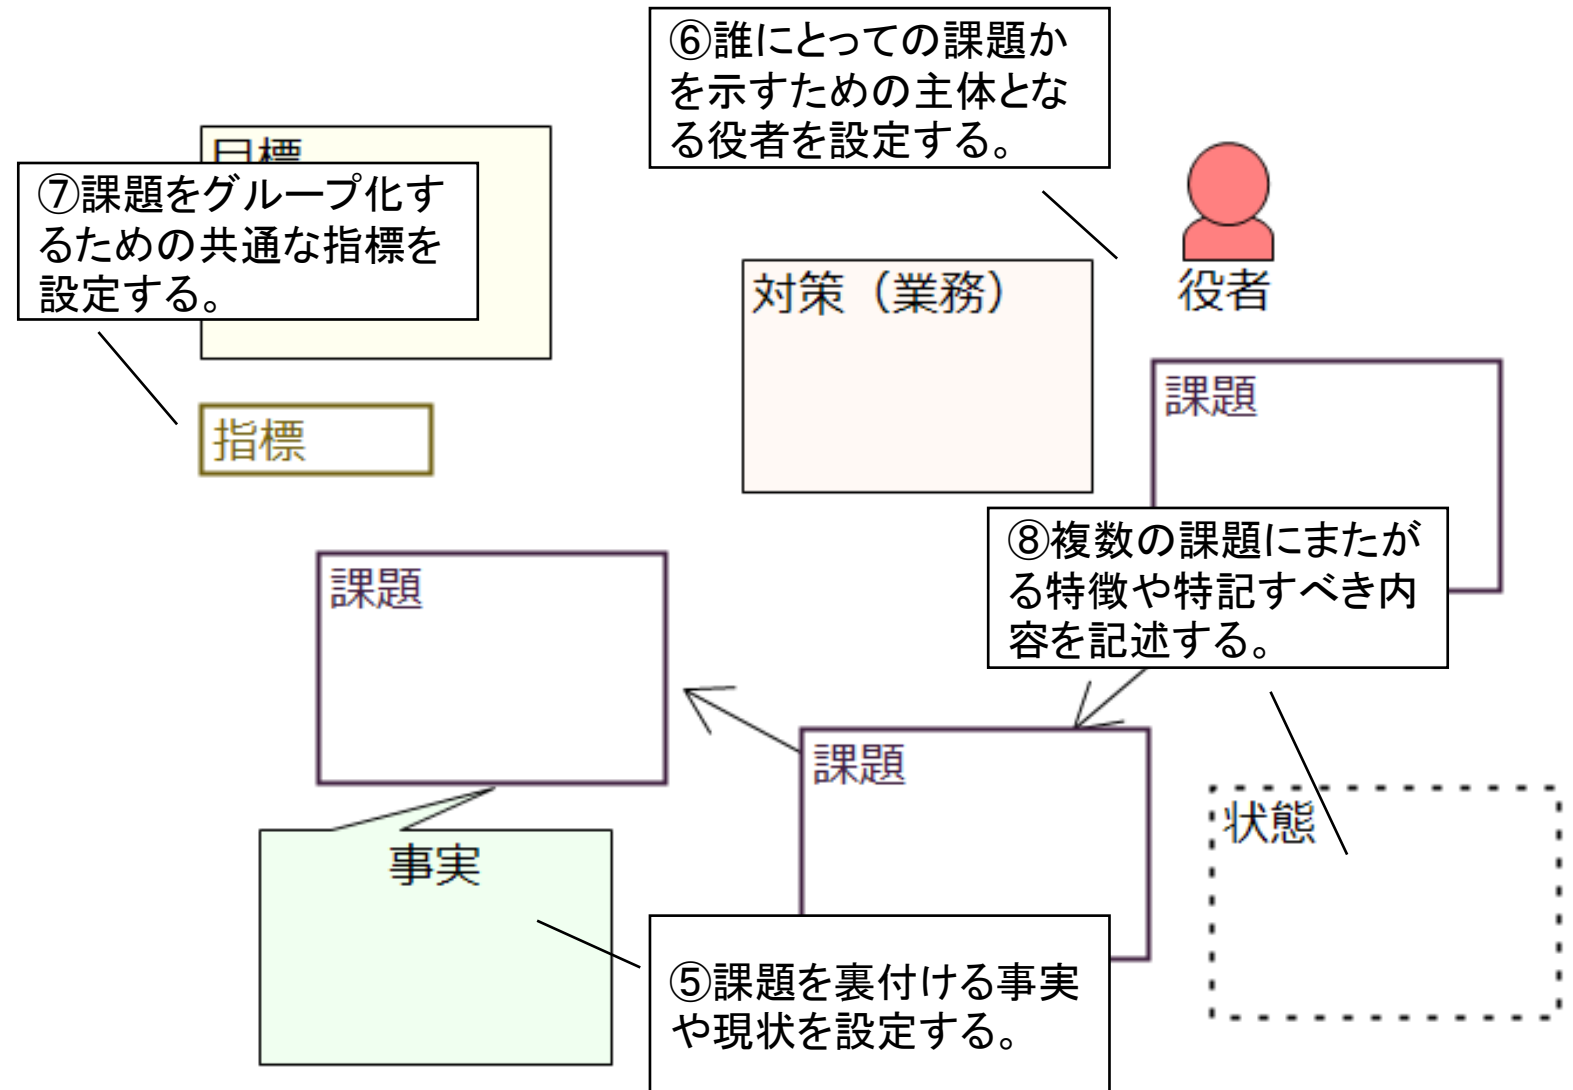 ⑥誰にとっての課題か
を示すための主体とな
る役者を設定する。
目標
⑦課題をグループ化す
るための共通な指標を
設定する。
対策（業務）
役者
課題
指標
⑧複数の課題にまたが
る特徴や特記すべき内
容を記述する。
課題
課題
状態
事実
⑤課題を裏付ける事実
や現状を設定する。